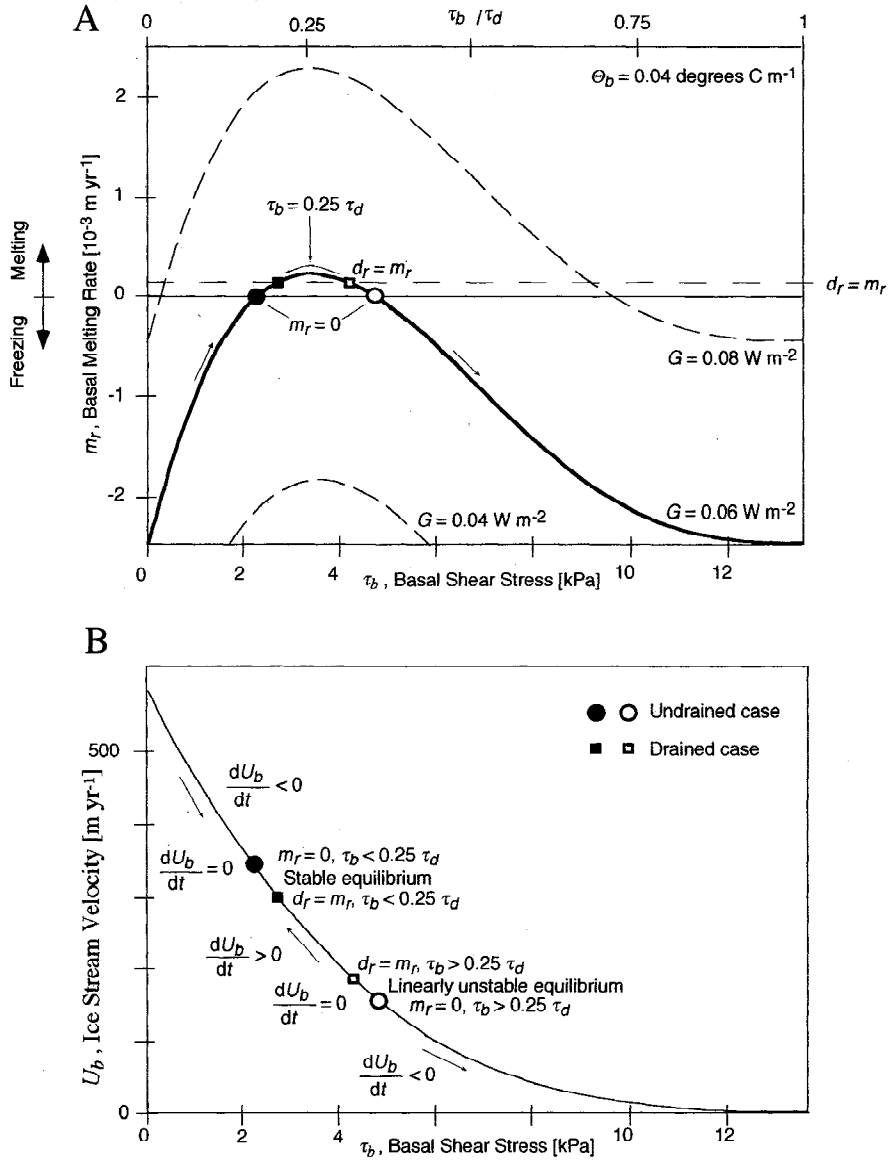 A
τb /τd
0 0.25 0.75 1
Θb = 0.04 degrees C m-1
τb = 0.25 τd
dr = mr
dr = mr
mr = 0
G = 0.08 W m-2
G = 0.04 W m-2
G = 0.06 W m-2
Melting
Freezing
mr, Basal Melting Rate [10-3 m yr-1]
2
1
0
-1
-2
0 2 4 10 12
τb , Basal Shear Stress [kPa]
B
Undrained case
Drained case
500
0
Ub , Ice Stream Velocity [m yr-1]
dUb/dt < 0
dUb/dt = 0
mr = 0, τb < 0.25 τd
Stable equilibrium
dr = mr, τb < 0.25 τd
dUb/dt > 0
dr = mr, τb > 0.25 τd
dUb/dt = 0
Linearly unstable equilibrium
mr = 0, τb > 0.25 τd
dUb/dt < 0
0 2 4 10 12
τb , Basal Shear Stress [kPa]